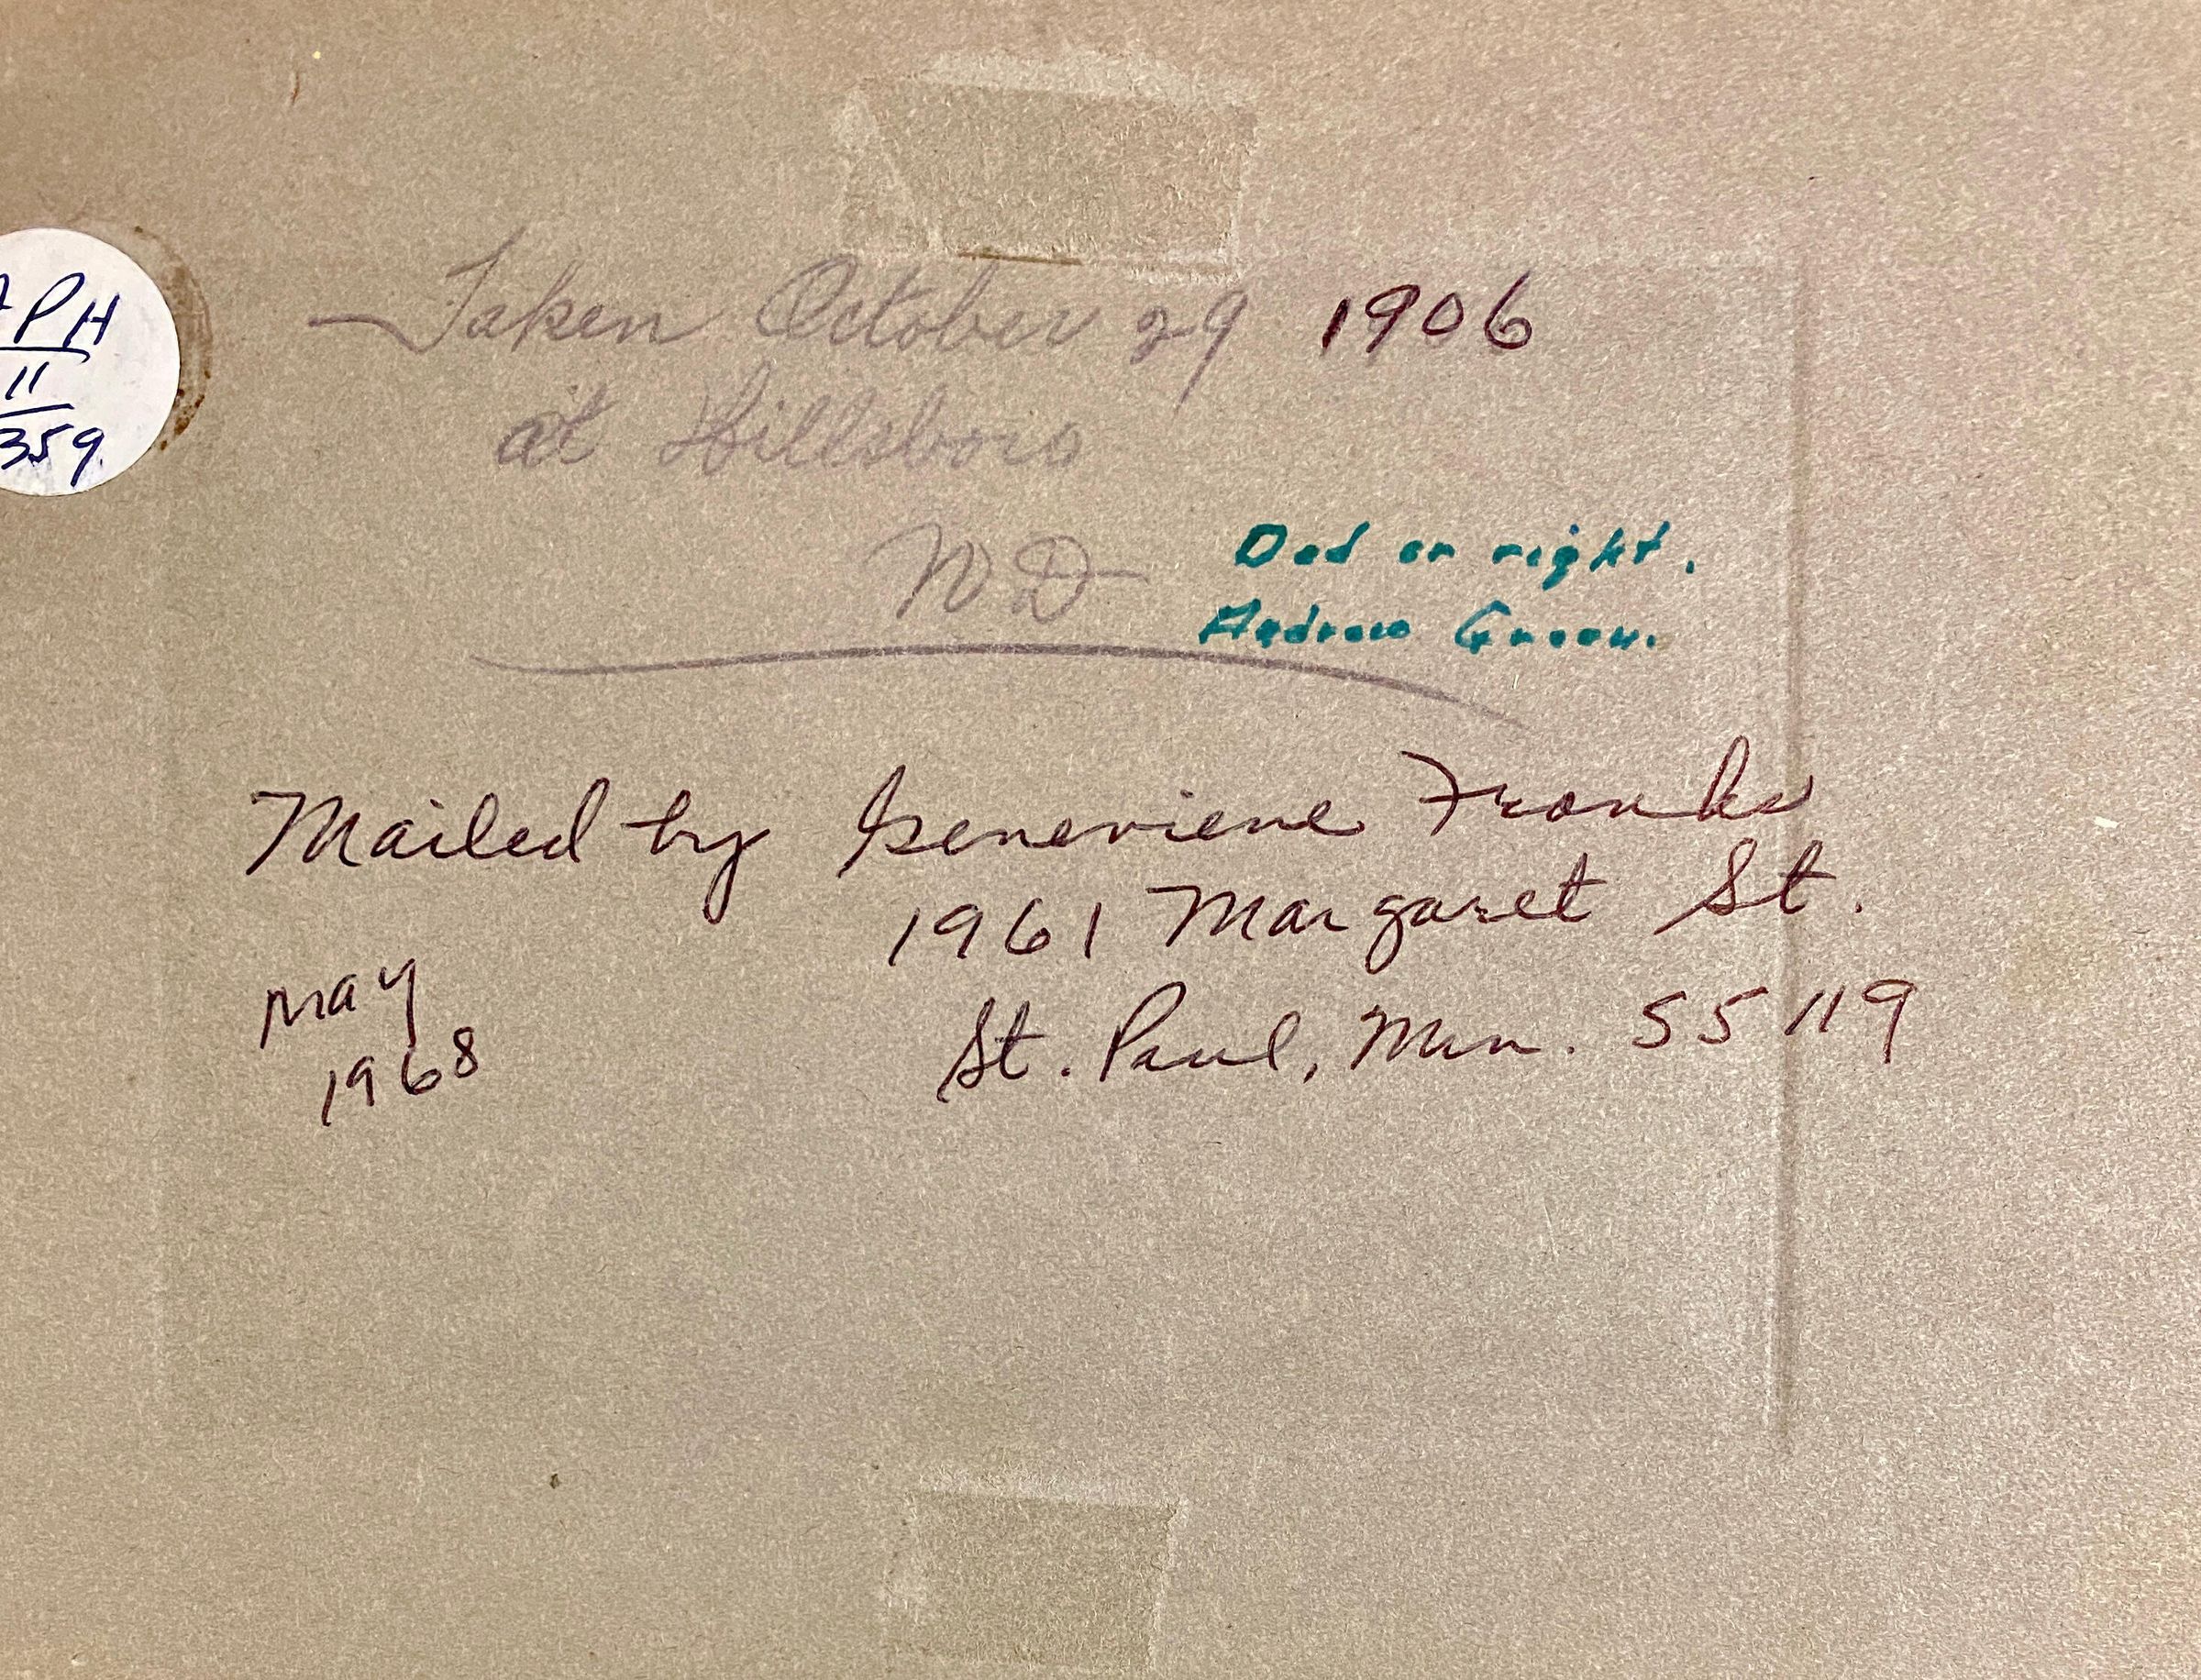 PH
11
359
Taken October 29 1906
at Hillsboro
N D
Dad on right.
Andrew Green.
Mailed by Genevieve Franks
1961 Margaret St.
St. Paul, Minn. 55119
May
1968